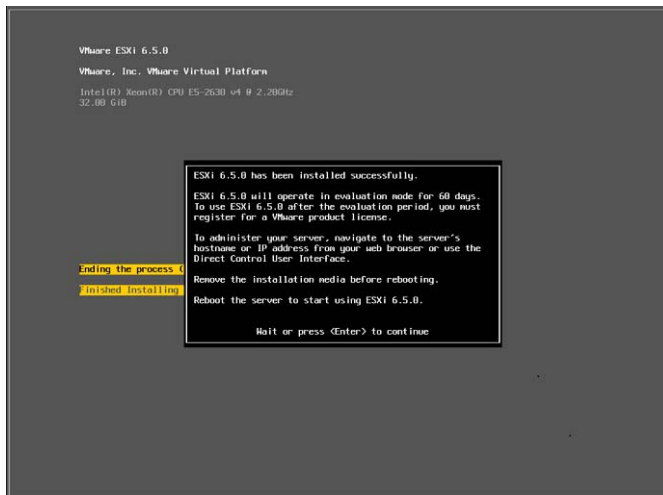 VMware ESXi 6.5.0
VMware, Inc. VMware Virtual Platform
Intel(R) Xeon(R) CPU E5-2630 v4 @ 2.20GHz
32.00 GiB
ESXi 6.5.0 has been installed successfully.
ESXi 6.5.0 will operate in evaluation mode for 60 days.
To use ESXi 6.5.0 after the evaluation period, you must
register for a VMware product license.
To administer your server, navigate to the server's
hostname or IP address from your web browser or use the
Direct Control User Interface.
Ending the process (
Remove the installation media before rebooting.
Finished Installing
Reboot the server to start using ESXi 6.5.0.
Wait or press <Enter> to continue